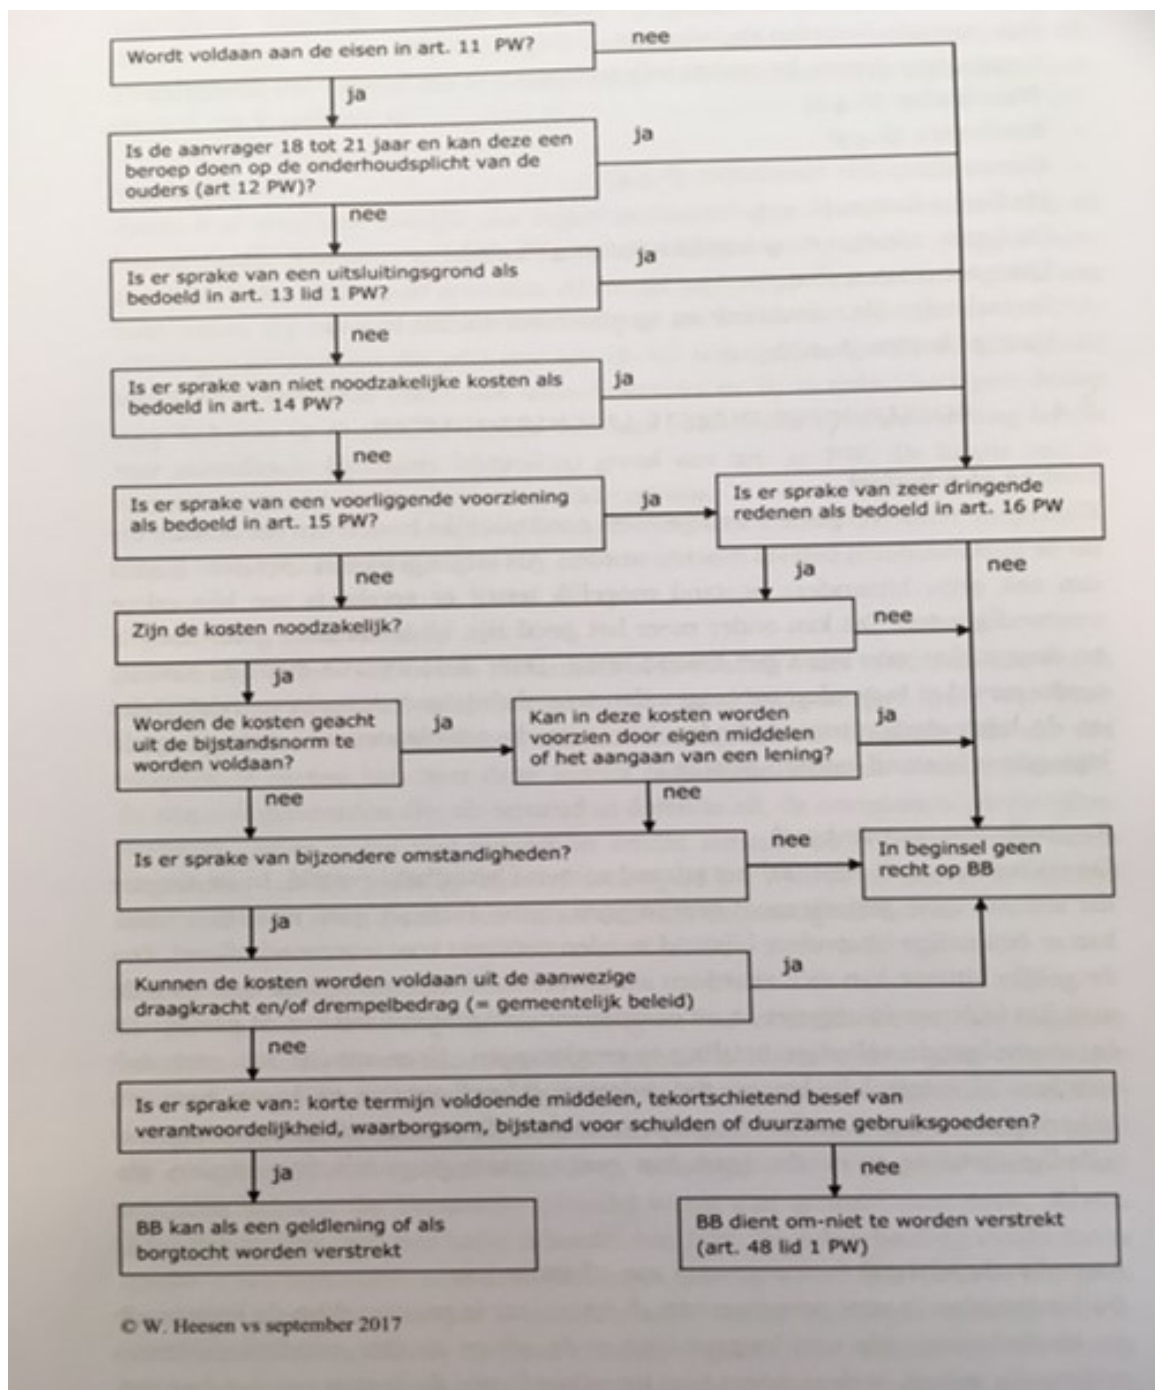 Wordt voldaan aan de eisen in art. 11 PW?
nee
ja
Is de aanvrager 18 tot 21 jaar en kan deze een
beroep doen op de onderhoudsplicht van de
ouders (art 12 PW)?
ja
nee
Is er sprake van een uitsluitingsgrond als
bedoeld in art. 13 lid 1 PW?
ja
nee
Is er sprake van niet noodzakelijke kosten als
bedoeld in art. 14 PW?
ja
nee
Is er sprake van een voorliggende voorziening
als bedoeld in art. 15 PW?
ja
Is er sprake van zeer dringende
redenen als bedoeld in art. 16 PW
nee
ja
nee
Zijn de kosten noodzakelijk?
nee
ja
Worden de kosten geacht
uit de bijstandsnorm te
worden voldaan?
ja
Kan in deze kosten worden
voorzien door eigen middelen
of het aangaan van een lening?
ja
nee
nee
Is er sprake van bijzondere omstandigheden?
nee
In beginsel geen
recht op BB
ja
Kunnen de kosten worden voldaan uit de aanwezige
draagkracht en/of drempelbedrag (= gemeentelijk beleid)
ja
nee
Is er sprake van: korte termijn voldoende middelen, tekortschietend besef van
verantwoordelijkheid, waarborgsom, bijstand voor schulden of duurzame gebruiksgoederen?
ja
nee
BB kan als een geldlening of als
borgtocht worden verstrekt
BB dient om-niet te worden verstrekt
(art. 48 lid 1 PW)
© W. Heesen vs september 2017